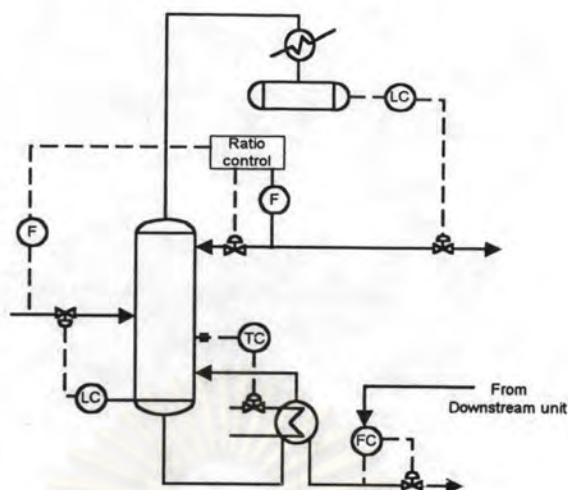 LC
Ratio
control
F
F
TC
LC
From
Downstream unit
FC